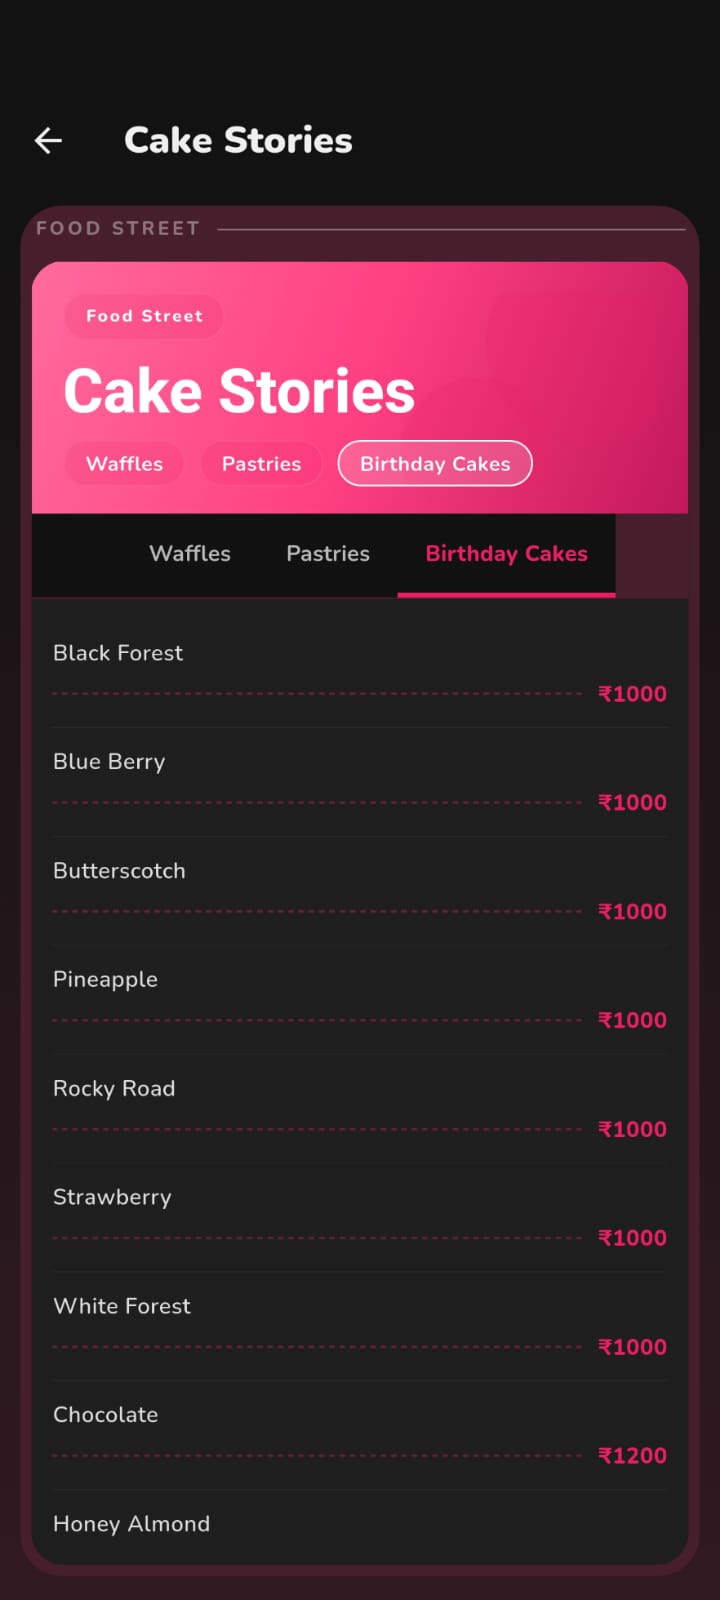 Cake Stories
FOOD STREET
Food Street
Cake Stories
Waffles Pastries Birthday Cakes
Waffles Pastries Birthday Cakes
Black Forest
₹1000
Blue Berry
₹1000
Butterscotch
₹1000
Pineapple
₹1000
Rocky Road
₹1000
Strawberry
₹1000
White Forest
₹1000
Chocolate
₹1200
Honey Almond